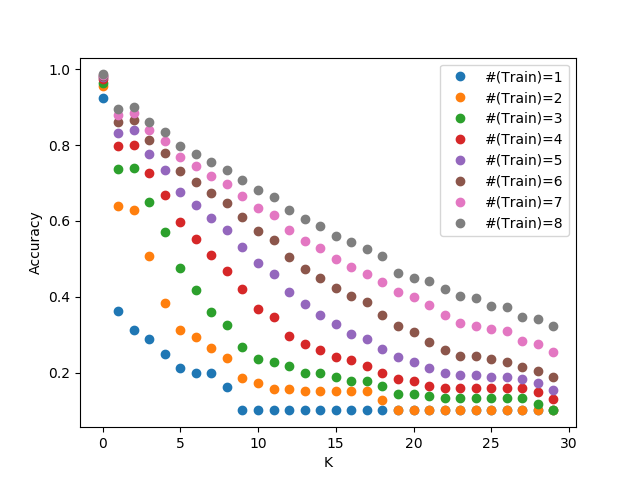 1.0
0.8
0.6
0.4
0.2
Accuracy
0
5
10
15
20
25
30
K
#(Train)=1
#(Train)=2
#(Train)=3
#(Train)=4
#(Train)=5
#(Train)=6
#(Train)=7
#(Train)=8